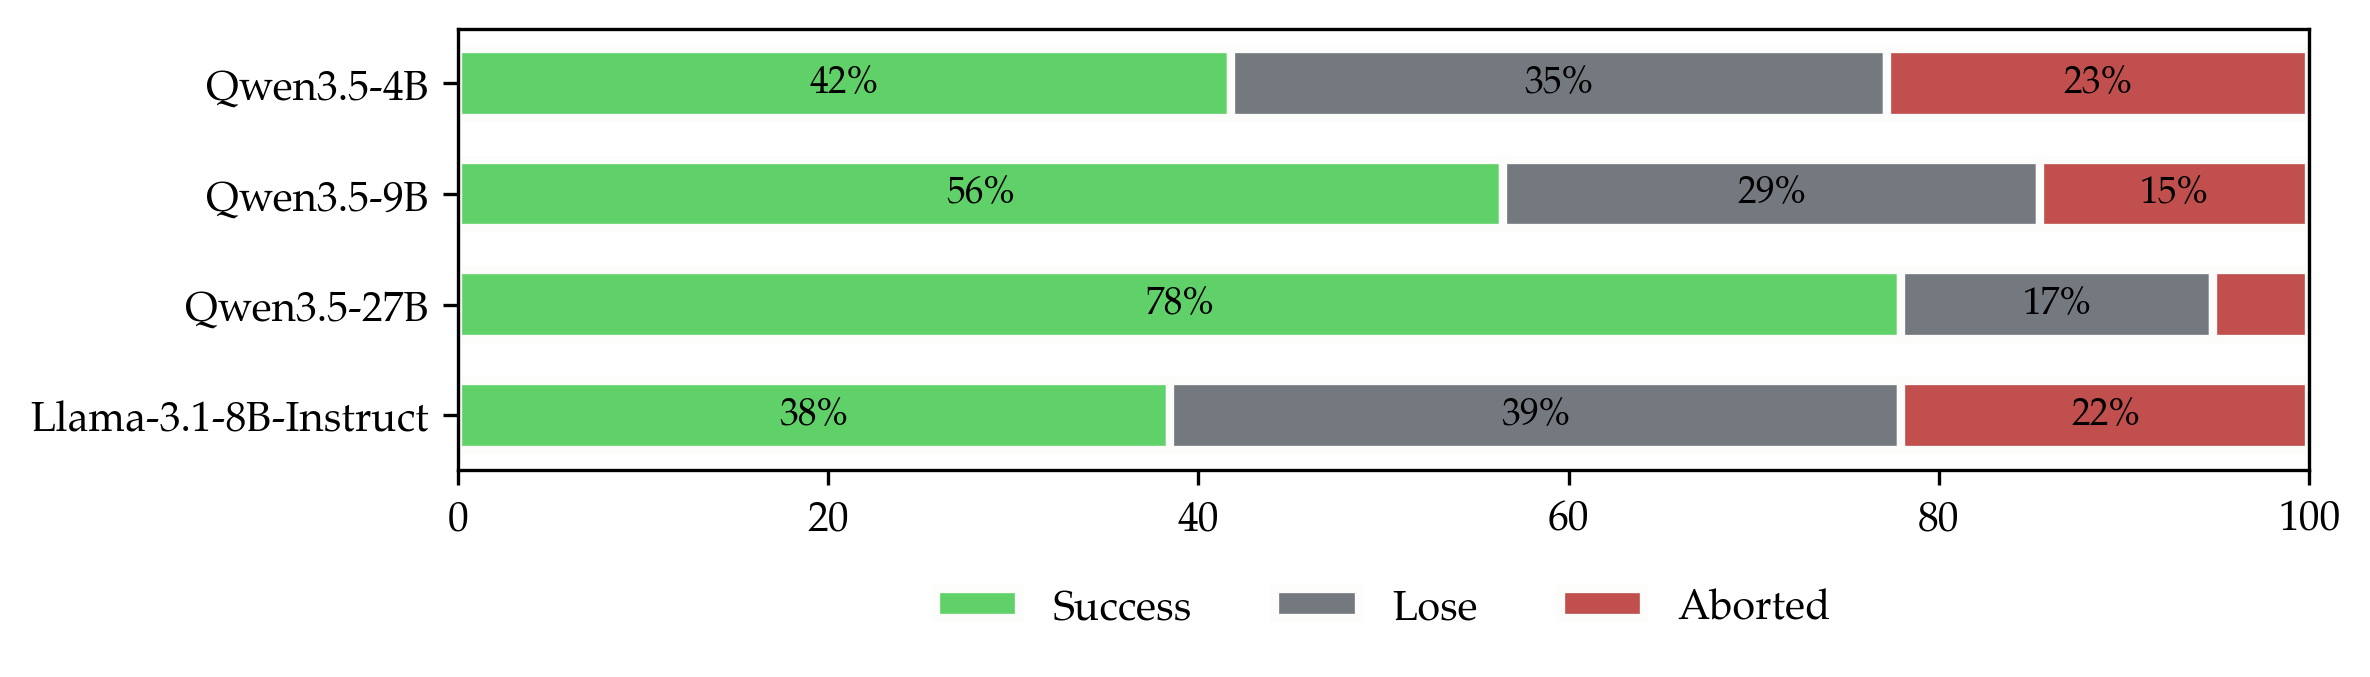 Qwen3.5-4B 42% 35% 23%
Qwen3.5-9B 56% 29% 15%
Qwen3.5-27B 78% 17%
Llama-3.1-8B-Instruct 38% 39% 22%
0 20 40 60 80 100
Success Lose Aborted